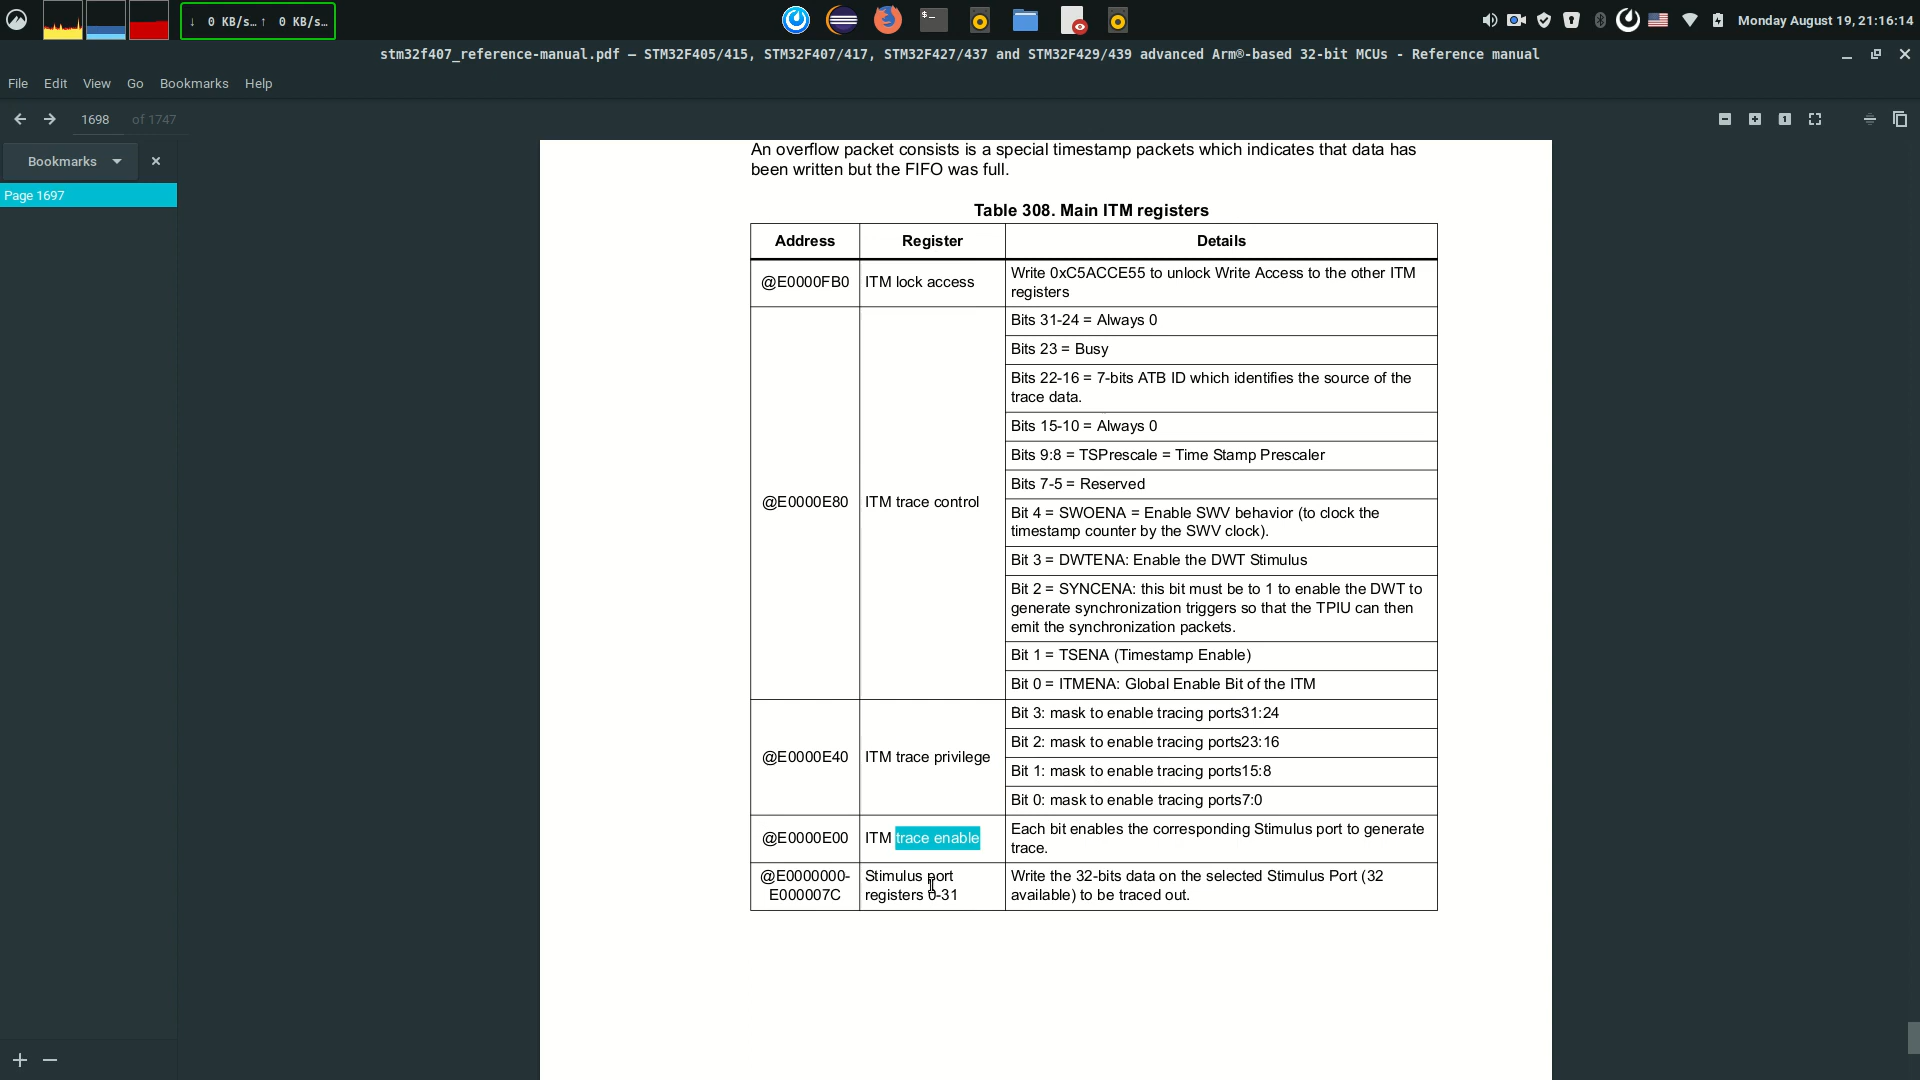 ↓ 0 KB/s…↑ 0 KB/s…
Monday August 19, 21:16:14
stm32f407_reference-manual.pdf — STM32F405/415, STM32F407/417, STM32F427/437 and STM32F429/439 advanced Arm®-based 32-bit MCUs - Reference manual
File Edit View Go Bookmarks Help
1698 of 1747
Bookmarks
Page 1697
An overflow packet consists is a special timestamp packets which indicates that data has
been written but the FIFO was full.
Table 308. Main ITM registers
Address Register Details
@E0000FB0 ITM lock access Write 0xC5ACCE55 to unlock Write Access to the other ITM
registers
@E0000E80 ITM trace control
Bits 31-24 = Always 0
Bits 23 = Busy
Bits 22-16 = 7-bits ATB ID which identifies the source of the
trace data.
Bits 15-10 = Always 0
Bits 9:8 = TSPrescale = Time Stamp Prescaler
Bits 7-5 = Reserved
Bit 4 = SWOENA = Enable SWV behavior (to clock the
timestamp counter by the SWV clock).
Bit 3 = DWTENA: Enable the DWT Stimulus
Bit 2 = SYNCENA: this bit must be to 1 to enable the DWT to
generate synchronization triggers so that the TPIU can then
emit the synchronization packets.
Bit 1 = TSENA (Timestamp Enable)
Bit 0 = ITMENA: Global Enable Bit of the ITM
@E0000E40 ITM trace privilege
Bit 3: mask to enable tracing ports31:24
Bit 2: mask to enable tracing ports23:16
Bit 1: mask to enable tracing ports15:8
Bit 0: mask to enable tracing ports7:0
@E0000E00 ITM trace enable Each bit enables the corresponding Stimulus port to generate
trace.
@E0000000- Stimulus port Write the 32-bits data on the selected Stimulus Port (32
E000007C registers 0-31 available) to be traced out.